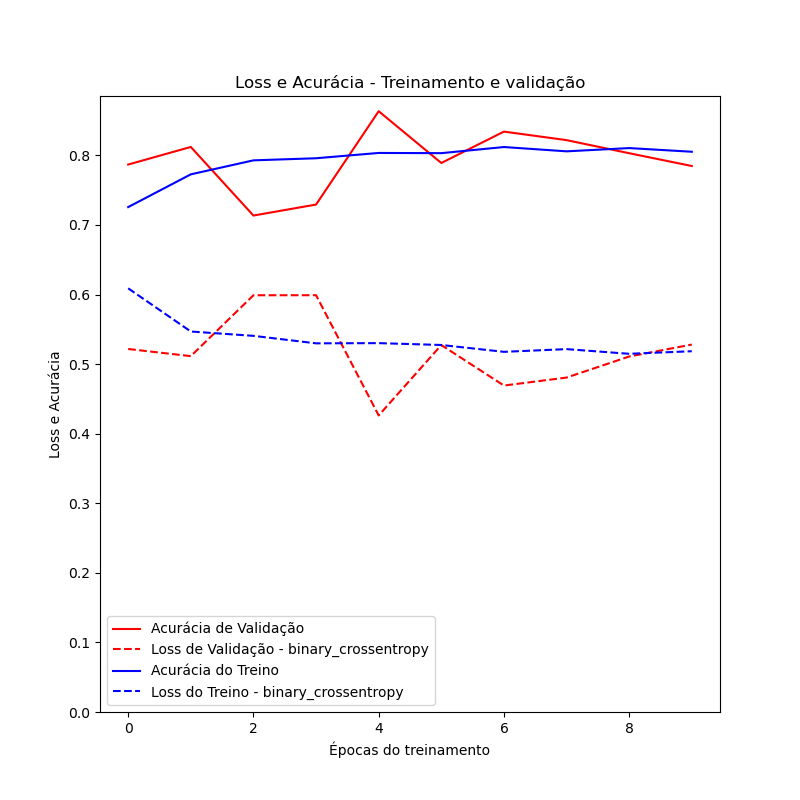 Loss e Acurácia - Treinamento e validação
Loss e Acurácia
0.8
0.7
0.6
0.5
0.4
0.3
0.2
0.1
0.0
Acurácia de Validação
Loss de Validação - binary_crossentropy
Acurácia do Treino
Loss do Treino - binary_crossentropy
0 2 4 6 8
Épocas do treinamento